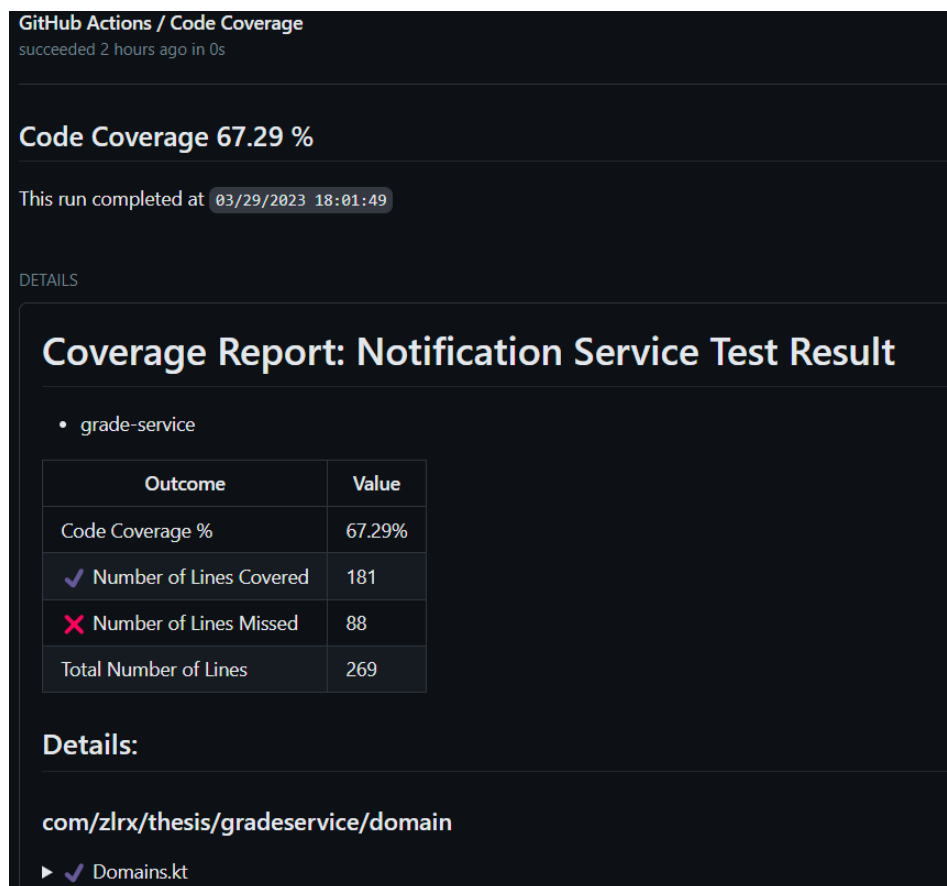 GitHub Actions / Code Coverage
succeeded 2 hours ago in 0s
Code Coverage 67.29 %
This run completed at 03/29/2023 18:01:49
DETAILS
Coverage Report: Notification Service Test Result
• grade-service
Outcome Value
Code Coverage % 67.29%
✔ Number of Lines Covered 181
❌ Number of Lines Missed 88
Total Number of Lines 269
Details:
com/zlrx/thesis/gradeservice/domain
▶ ✔ Domains.kt